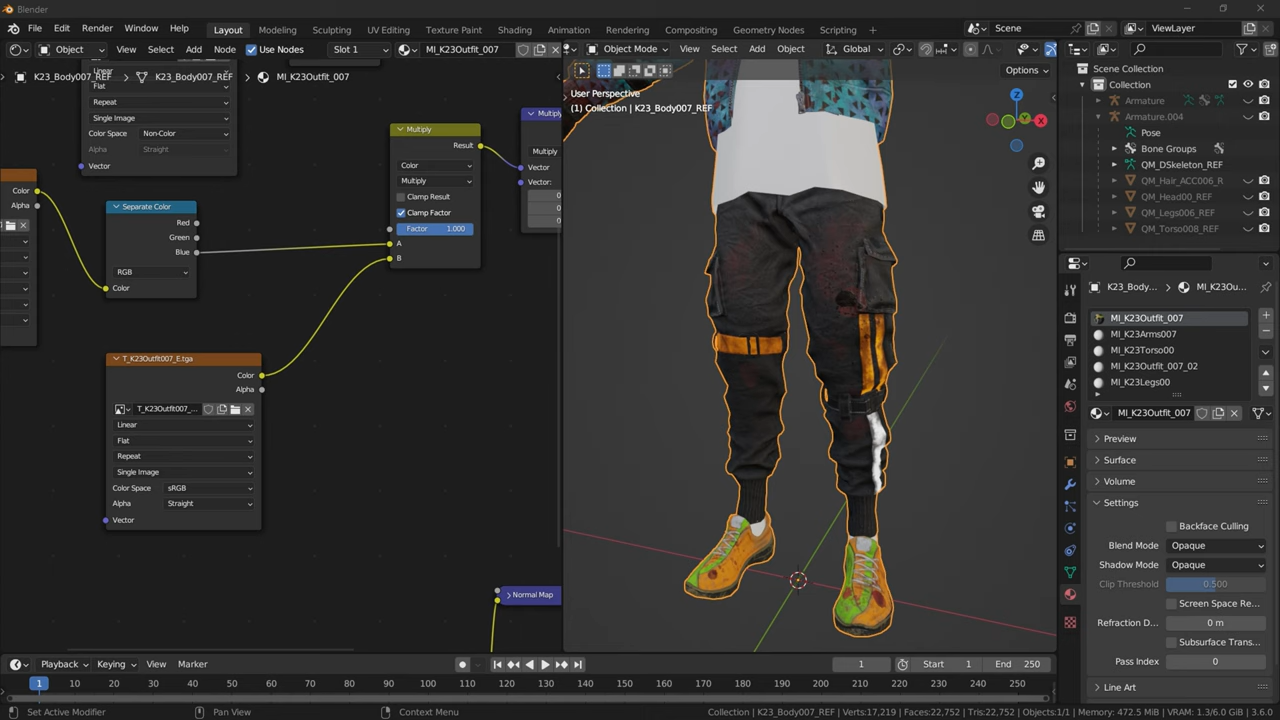 Blender
File Edit Render Window Help Layout Modeling Sculpting UV Editing Texture Paint Shading Animation Rendering Compositing Geometry Nodes Scripting Scene ViewLayer
Object View Select Add Node Use Nodes Slot 1 MI_K23Outfit_007
Object Mode View Select Add Object Global
K23_Body007_REF K23_Body007_REF MI_K23Outfit_007
Options
Flat
Repeat
Single Image
Color Space Non-Color
Alpha Straight
Vector
Color
Alpha
Separate Color
Red
Green
Blue
RGB
Color
Multiply
Result
Color
Multiply
Clamp Result
Clamp Factor
Factor 1.000
A
B
Multiply
Multiply
Vector
Vector:
0
0
0
T_K23Outfit007_E.tga
Color
Alpha
T_K23Outfit007_...
Linear
Flat
Repeat
Single Image
Color Space sRGB
Alpha Straight
Vector
Normal Map
User Perspective
(1) Collection | K23_Body007_REF
Z
Y
X
Scene Collection
Collection
Armature
Armature.004
Pose
Bone Groups
QM_DSkeleton_REF
QM_Hair_ACC006_R
QM_Head00_REF
QM_Legs006_REF
QM_Torso008_REF
K23_Body... MI_K23Ou...
MI_K23Outfit_007
MI_K23Arms007
MI_K23Torso00
MI_K23Outfit_007_02
MI_K23Legs00
MI_K23Outfit_007
Preview
Surface
Volume
Settings
Backface Culling
Blend Mode Opaque
Shadow Mode Opaque
Clip Threshold 0.500
Screen Space Re...
Refraction D... 0 m
Subsurface Trans...
Pass Index 0
Line Art
Playback Keying View Marker 1 Start 1 End 250
1 10 20 30 40 50 60 70 80 90 100 110 120 130 140 150 160 170 180 190 200 210 220 230 240 250
Set Active Modifier Pan View Context Menu Collection | K23_Body007_REF | Verts:17,219 | Faces:22,752 | Tris:22,752 | Objects:1/1 | Memory: 472.5 MiB | VRAM: 1.3/6.0 GiB | 3.6.0